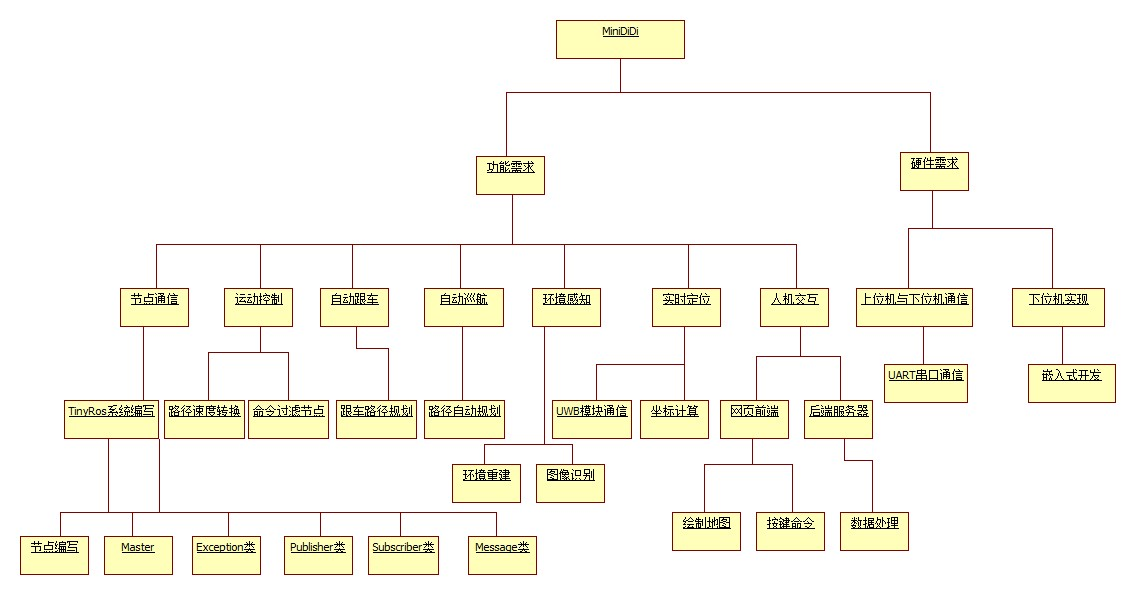 MiniDiDi
功能需求
硬件需求
节点通信
运动控制
自动跟车
自动巡航
环境感知
实时定位
人机交互
上位机与下位机通信
下位机实现
UART串口通信
嵌入式开发
TinyRos系统编写
路径速度转换
命令过滤节点
跟车路径规划
路径自动规划
UWB模块通信
坐标计算
网页前端
后端服务器
环境重建
图像识别
绘制地图
按键命令
数据处理
节点编写
Master
Exception类
Publisher类
Subscriber类
Message类